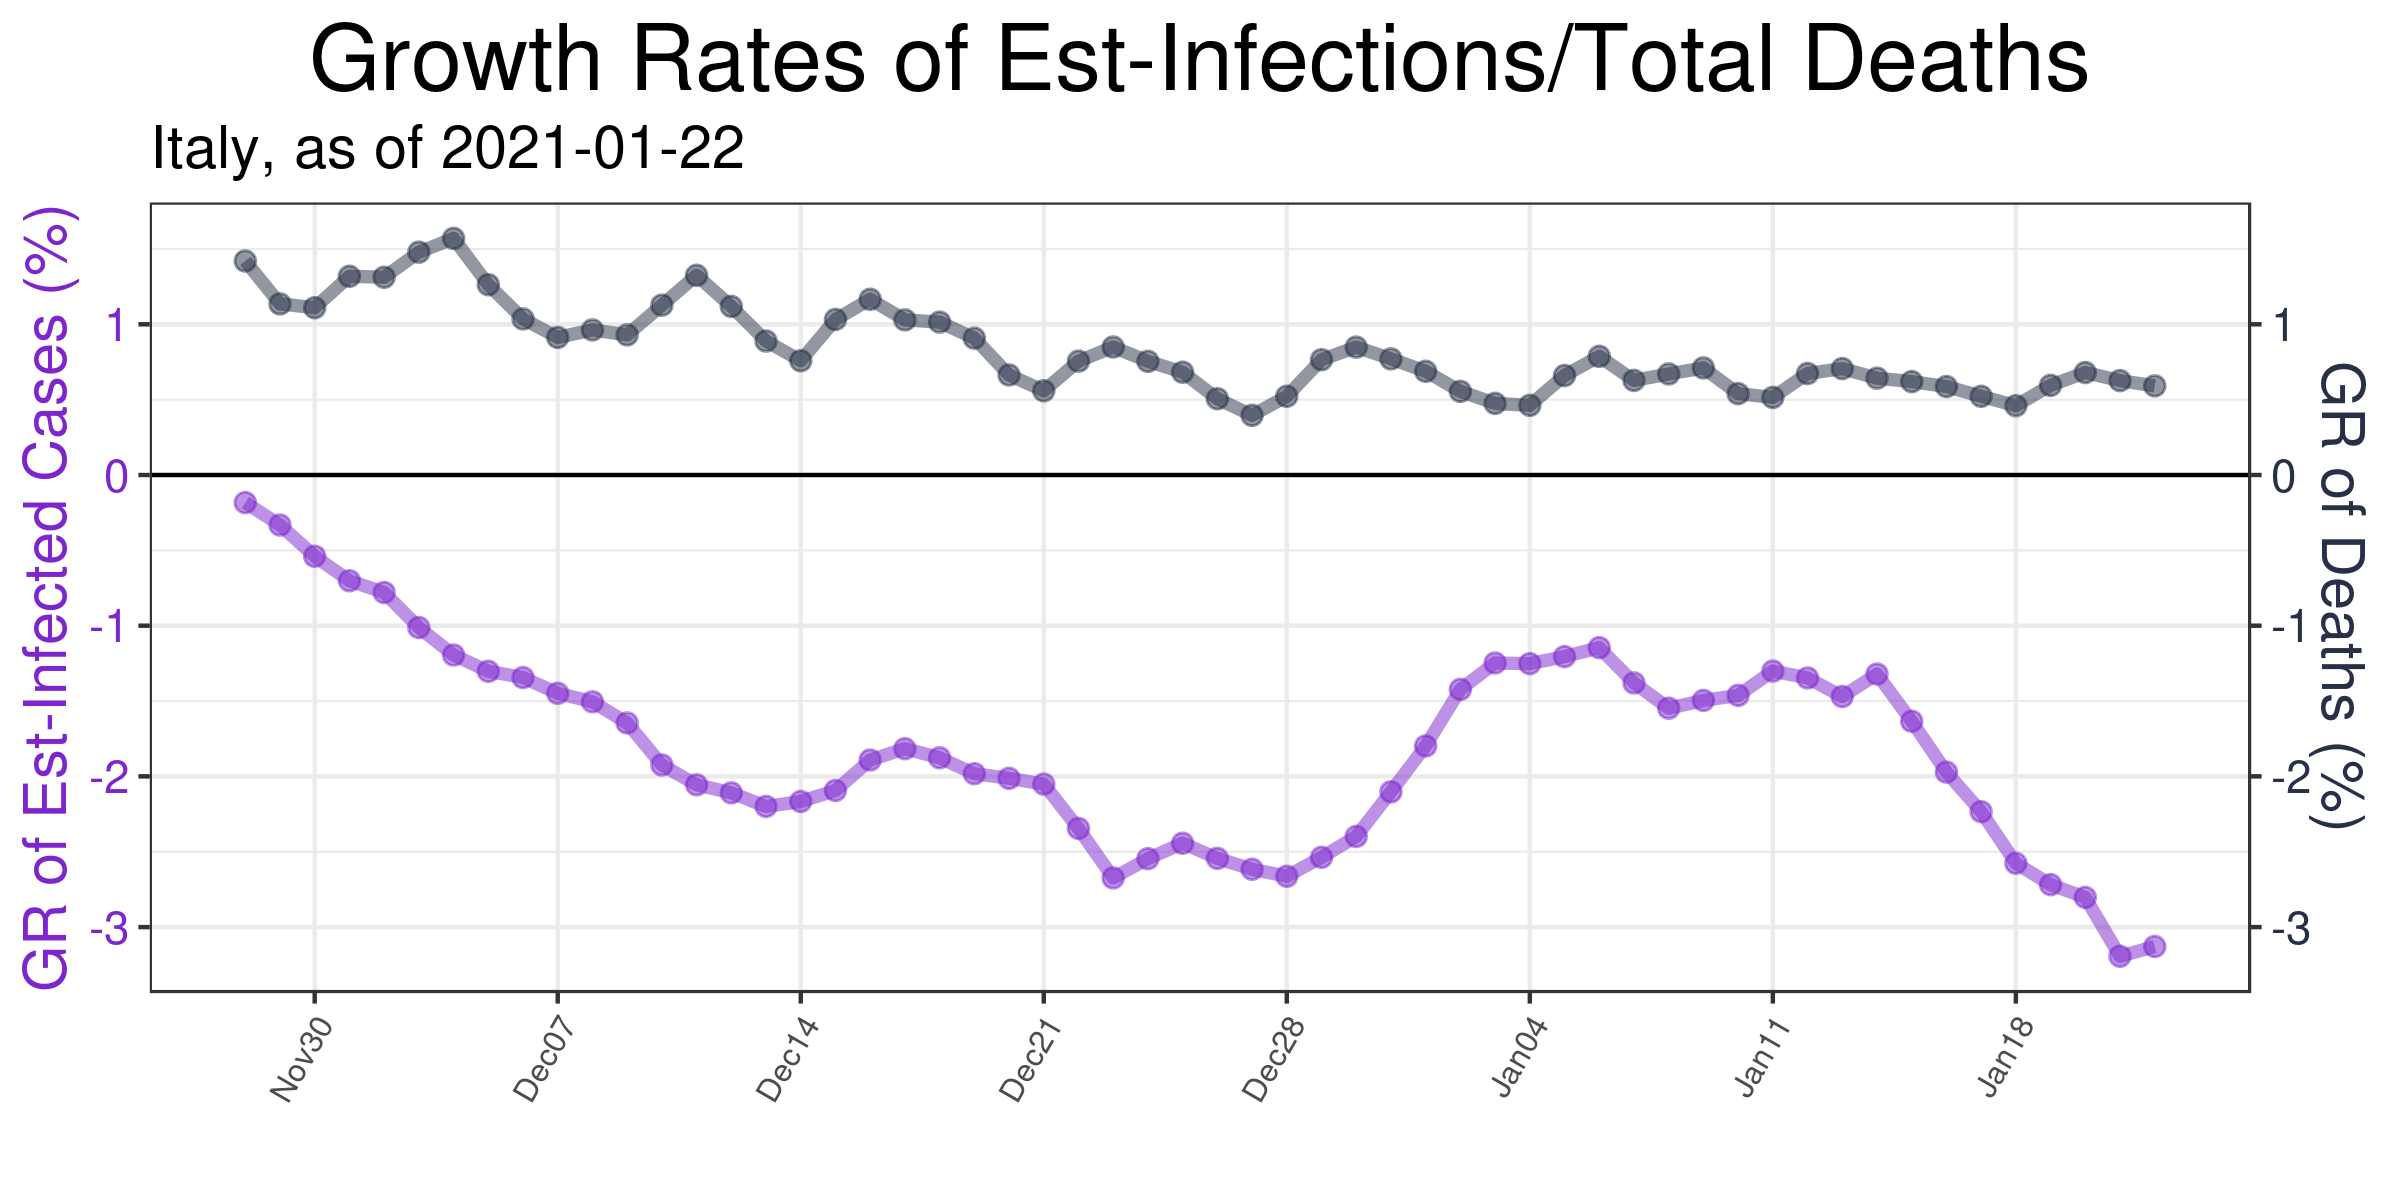 Growth Rates of Est-Infections/Total Deaths
Italy, as of 2021-01-22
GR of Est-Infected Cases (%)
1
0
-1
-2
-3
1
0
-1
-2
-3
GR of Deaths (%)
Nov30
Dec07
Dec14
Dec21
Dec28
Jan04
Jan11
Jan18